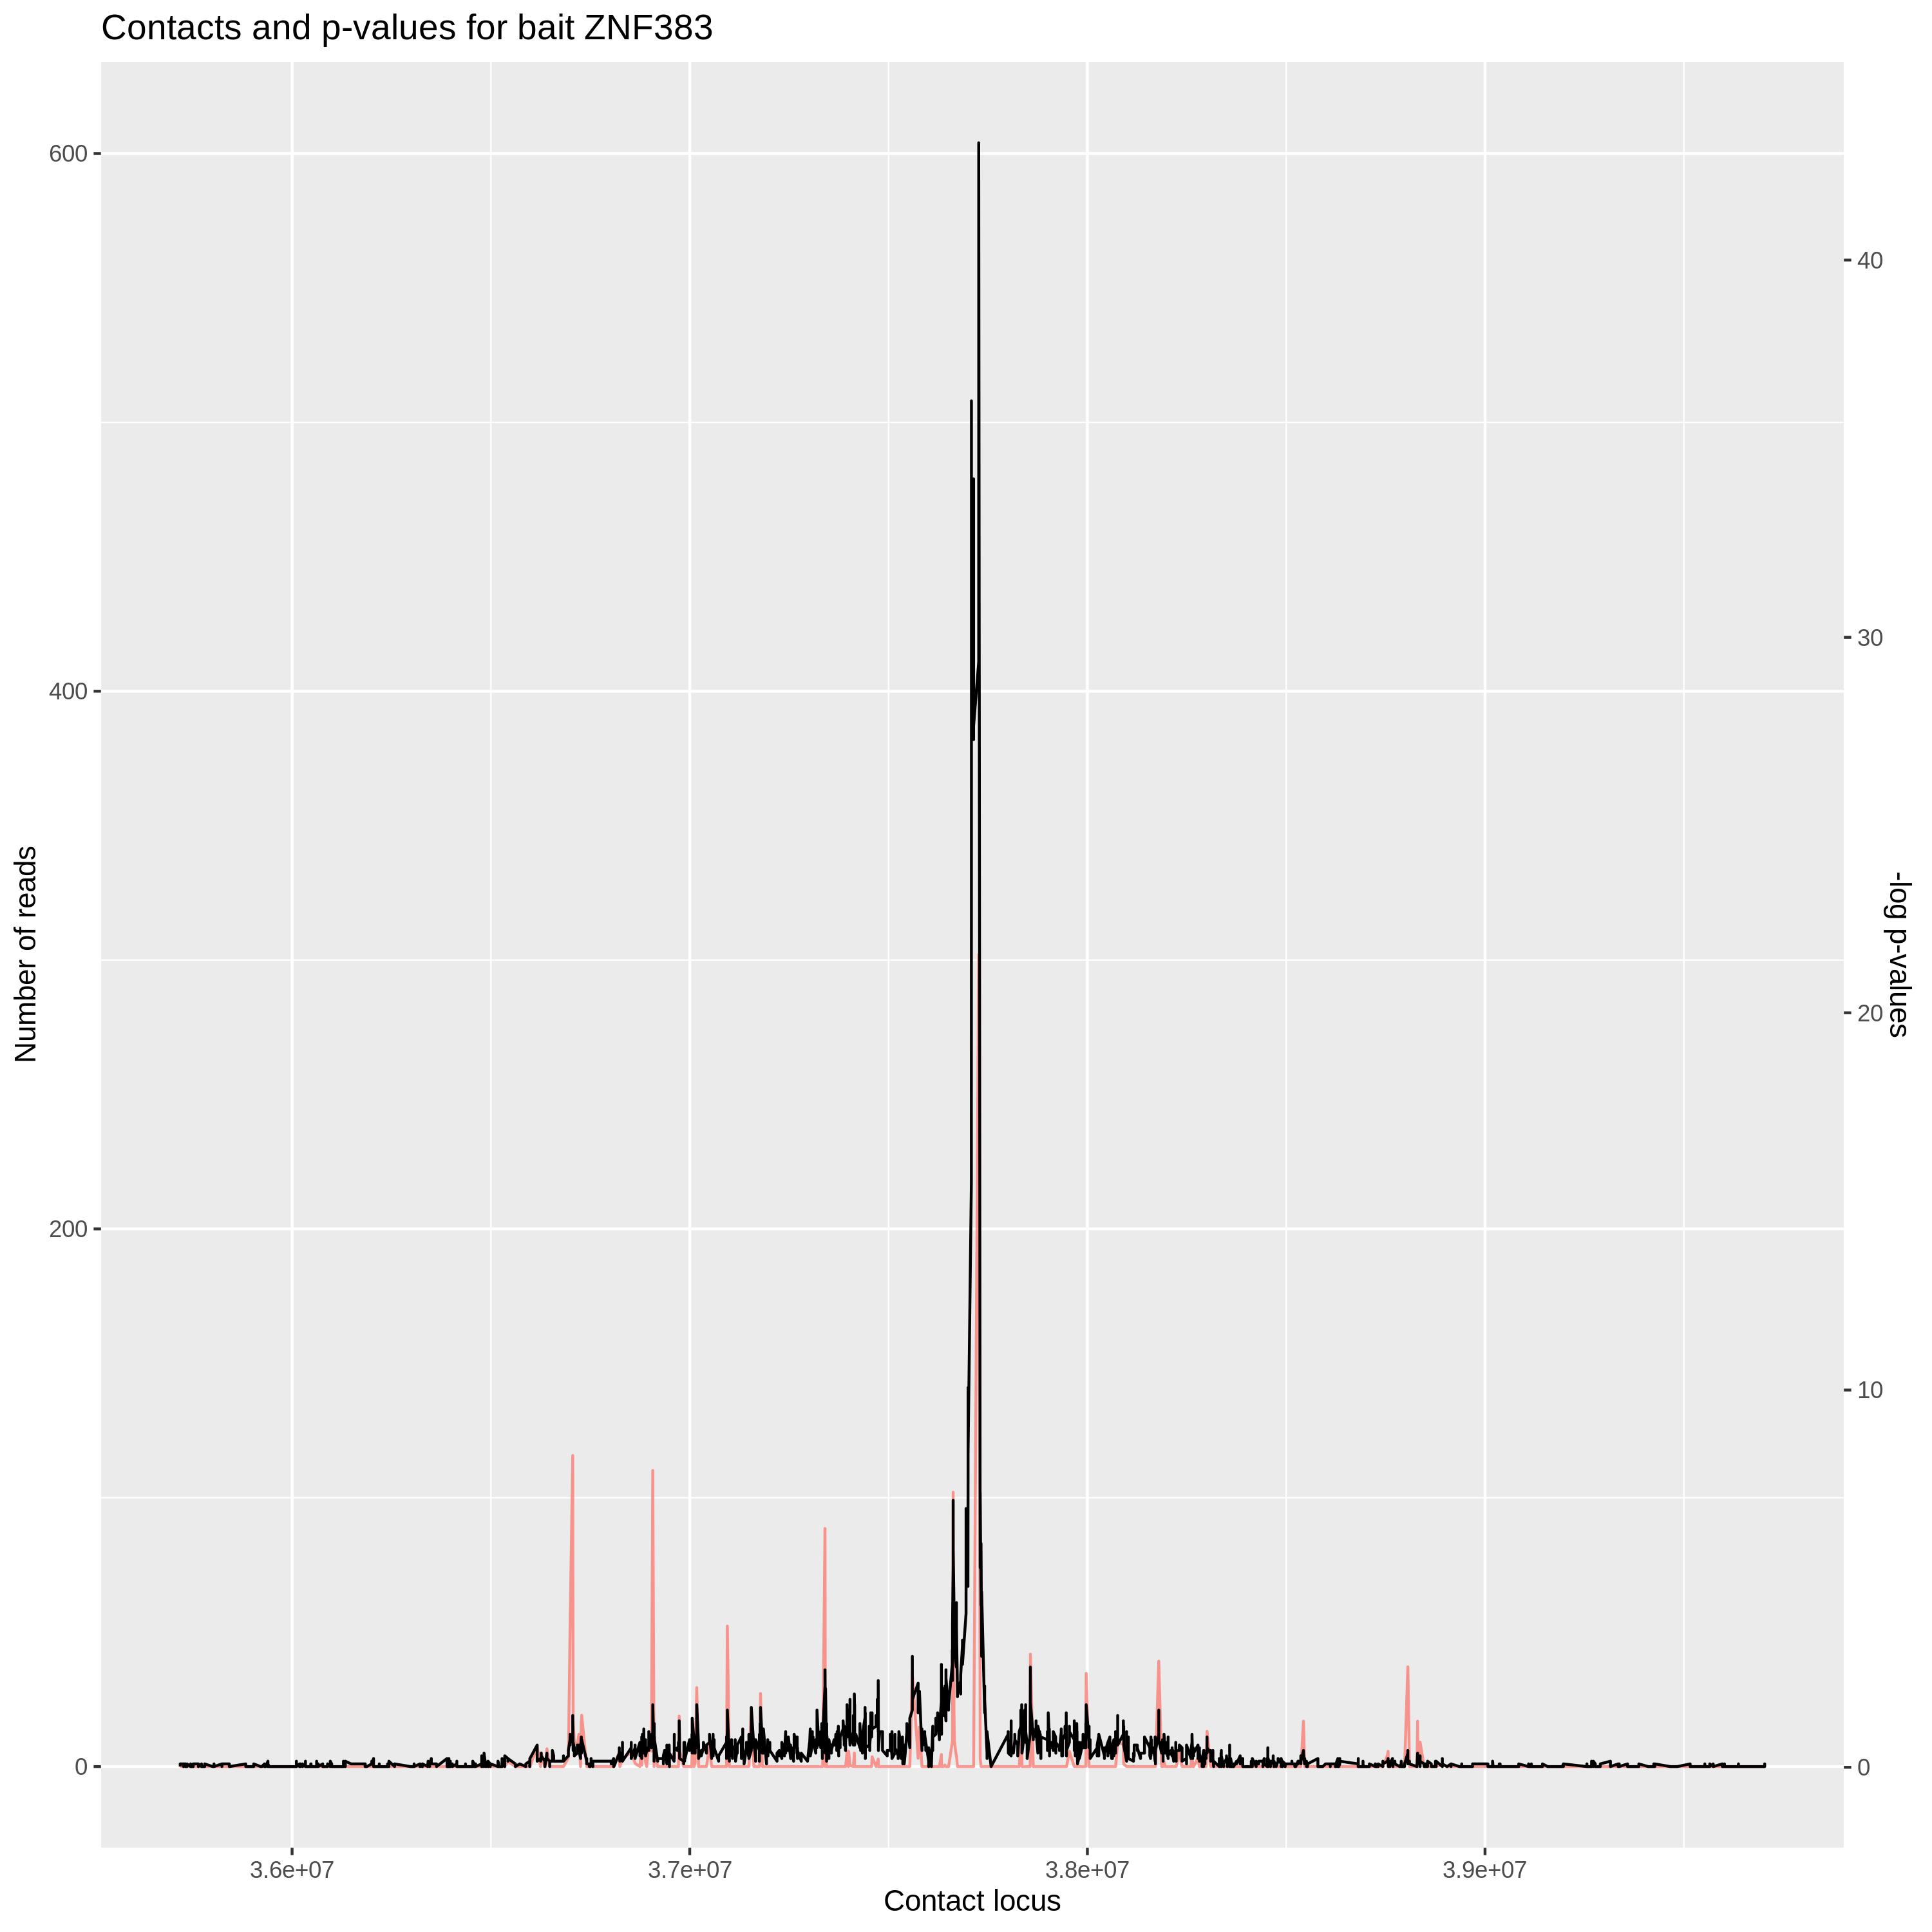 Contacts and p-values for bait ZNF383
600
400
200
0
Number of reads
40
30
20
10
0
-log p-values
3.6e+07
3.7e+07
3.8e+07
3.9e+07
Contact locus